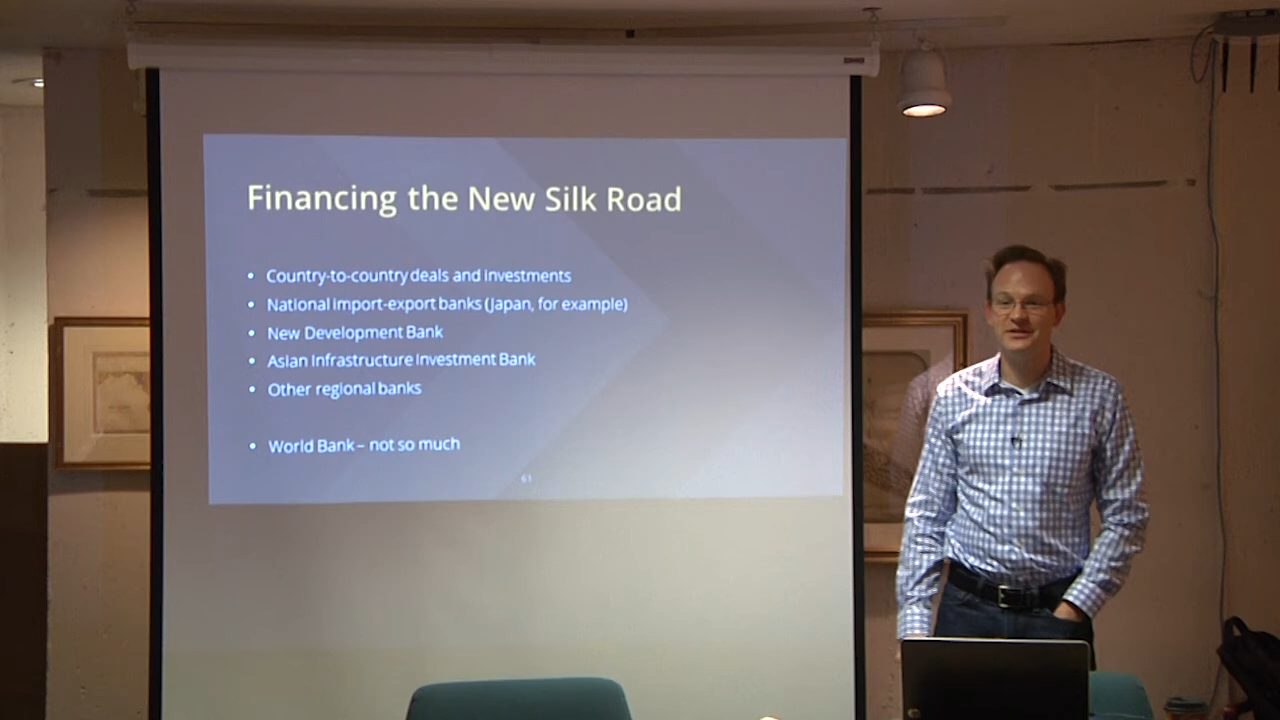 Financing the New Silk Road
• Country-to-country deals and investments
• National import-export banks (Japan, for example)
• New Development Bank
• Asian Infrastructure Investment Bank
• Other regional banks
• World Bank – not so much
61